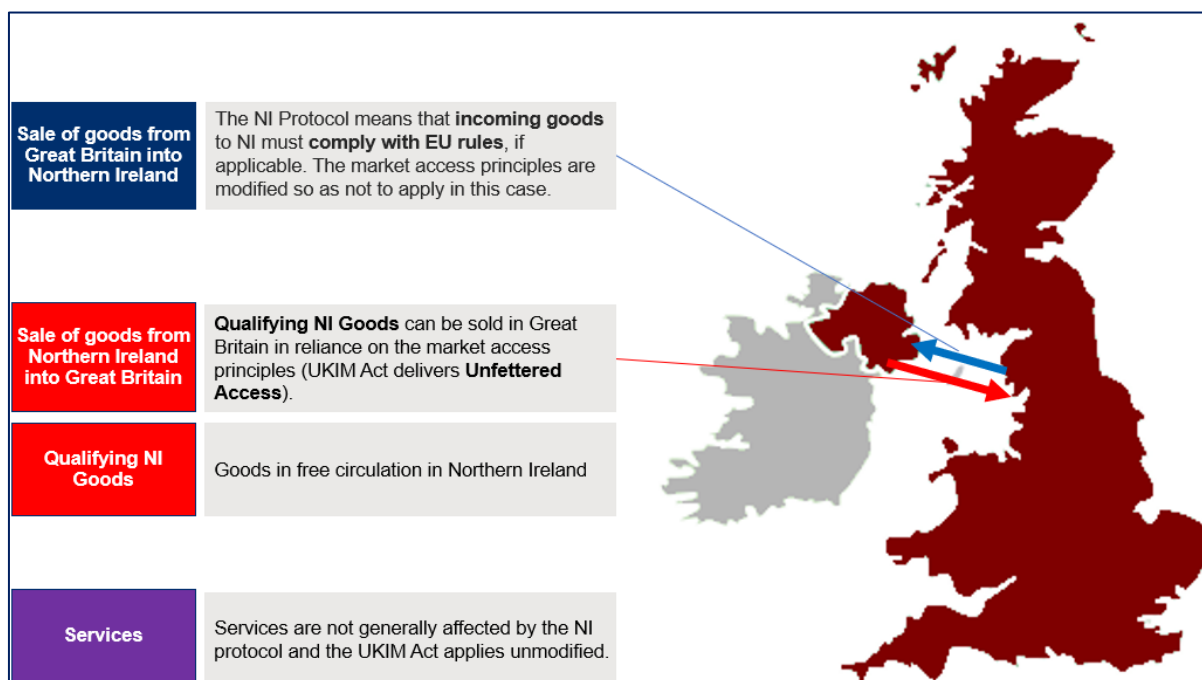 Sale of goods from
Great Britain into
Northern Ireland
The NI Protocol means that incoming goods
to NI must comply with EU rules, if
applicable. The market access principles are
modified so as not to apply in this case.
Sale of goods from
Northern Ireland
into Great Britain
Qualifying NI Goods can be sold in Great
Britain in reliance on the market access
principles (UKIM Act delivers Unfettered
Access).
Qualifying NI
Goods
Goods in free circulation in Northern Ireland
Services
Services are not generally affected by the NI
protocol and the UKIM Act applies unmodified.